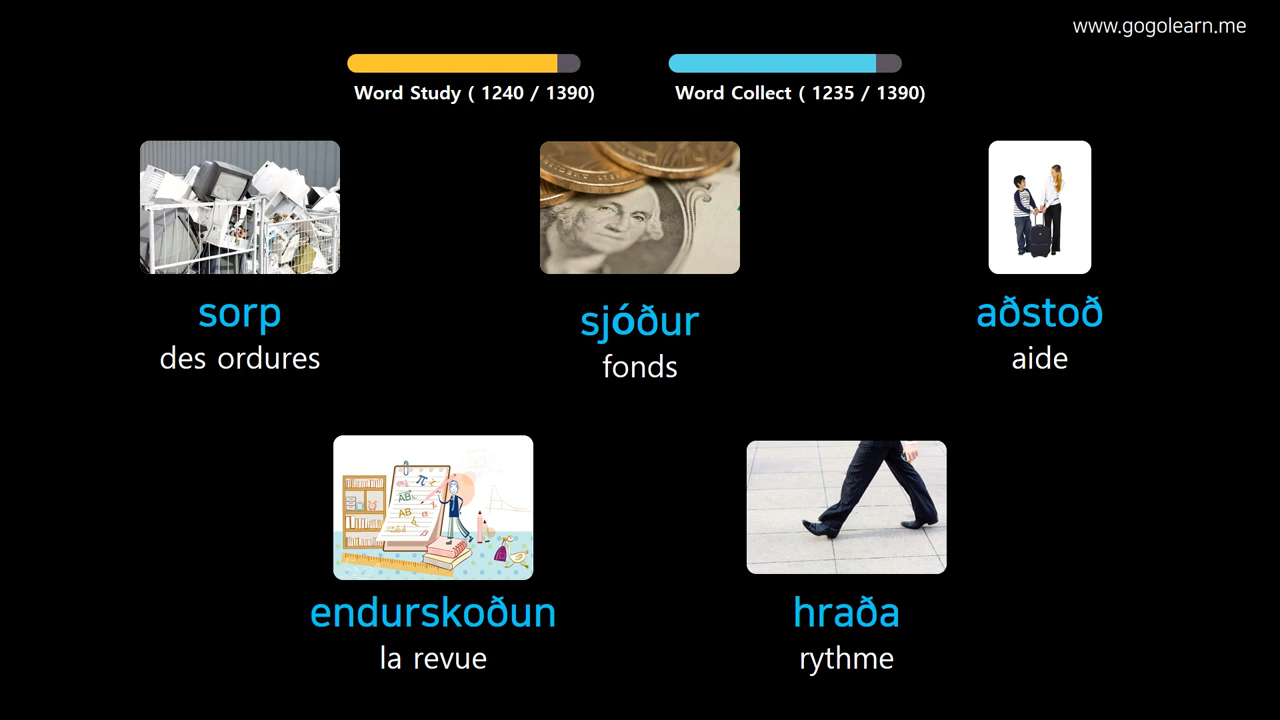 www.gogolearn.me
Word Study ( 1240 / 1390)
Word Collect ( 1235 / 1390)
sorp
des ordures
sjóður
fonds
aðstoð
aide
endurskoðun
la revue
hraða
rythme